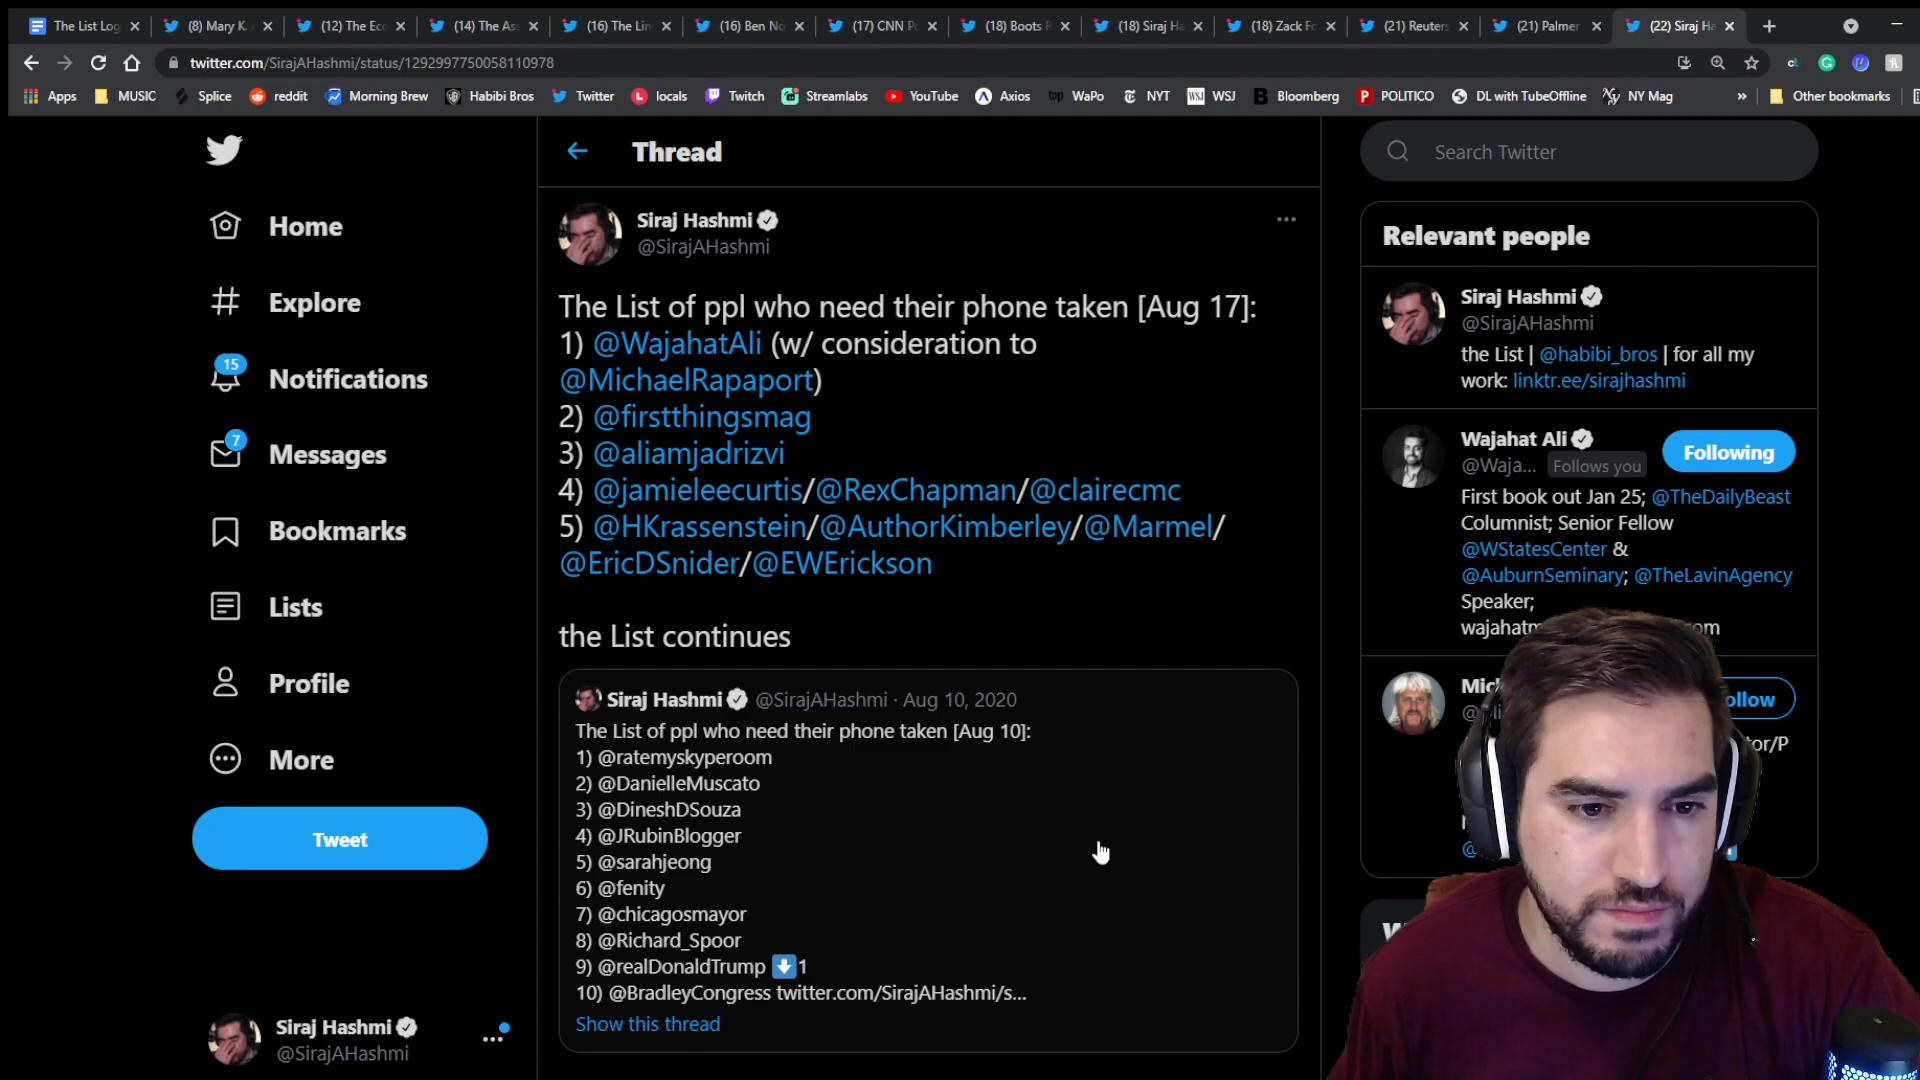 The List Log
(8) Mary K.
(12) The Ec
(14) The As
(16) The Lin
(16) Ben No
(17) CNN P
(18) Boots
(18) Siraj H
(18) Zack Fo
(21) Reuters
(21) Palmer
(22) Siraj Ha
twitter.com/SirajAHashmi/status/1292997750058110978
Apps
MUSIC
Splice
reddit
Morning Brew
Habibi Bros
Twitter
locals
Twitch
Streamlabs
YouTube
Axios
WaPo
NYT
WSJ
Bloomberg
POLITICO
DL with TubeOffline
NY Mag
Other bookmarks
Home
Explore
15
Notifications
7
Messages
Bookmarks
Lists
Profile
More
Tweet
Siraj Hashmi
@SirajAHashmi
Thread
Siraj Hashmi
@SirajAHashmi
The List of ppl who need their phone taken [Aug 17]:
1) @WajahatAli (w/ consideration to
@MichaelRapaport)
2) @firstthingsmag
3) @aliamjadrizvi
4) @jamieleecurtis/@RexChapman/@clairecmc
5) @HKrassenstein/@AuthorKimberley/@Marmel/
@EricDSnider/@EWErickson
the List continues
Siraj Hashmi @SirajAHashmi · Aug 10, 2020
The List of ppl who need their phone taken [Aug 10]:
1) @ratemyskyperoom
2) @DanielleMuscato
3) @DineshDSouza
4) @JRubinBlogger
5) @sarahjeong
6) @fenity
7) @chicagosmayor
8) @Richard_Spoor
9) @realDonaldTrump ⬇️1
10) @BradleyCongress twitter.com/SirajAHashmi/s...
Show this thread
Search Twitter
Relevant people
Siraj Hashmi
@SirajAHashmi
the List | @habibi_bros | for all my
work: linktr.ee/sirajhashmi
Wajahat Ali
@Waja... Follows you
Following
First book out Jan 25; @TheDailyBeast
Columnist; Senior Fellow
@WStatesCenter &
@AuburnSeminary; @TheLavinAgency
Speaker;